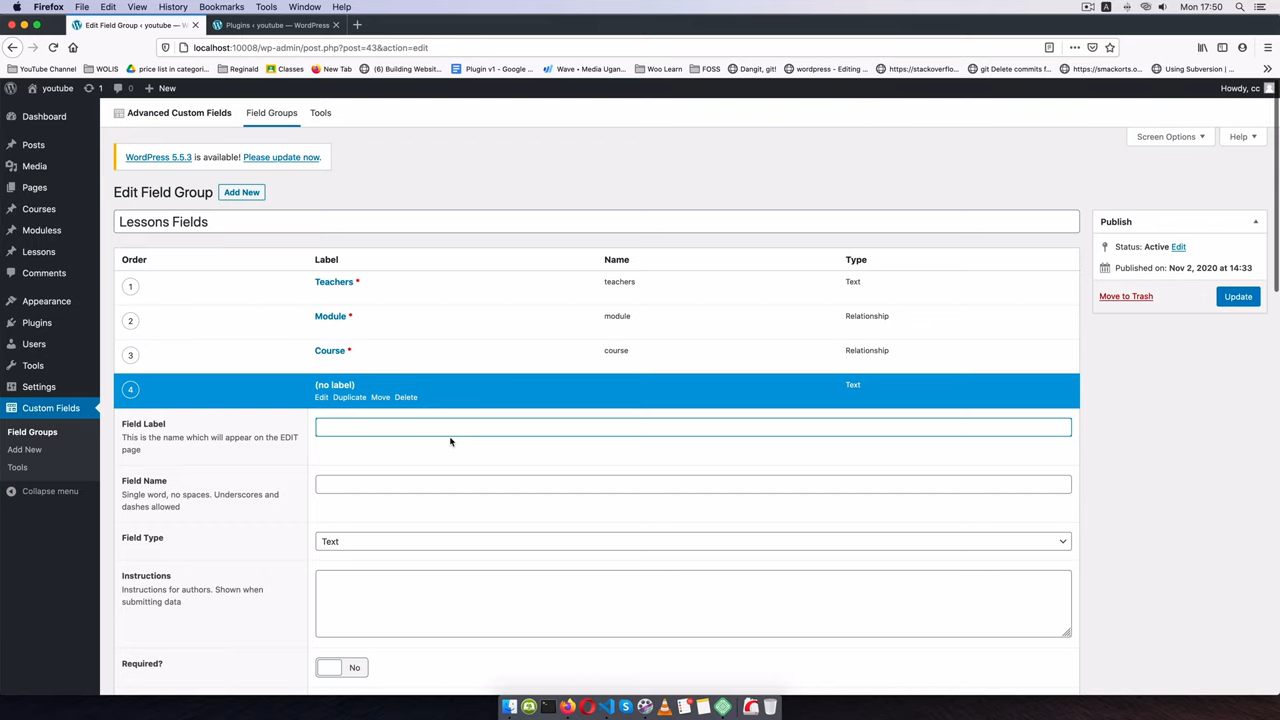 Firefox File Edit View History Bookmarks Tools Window Help Mon 17:50
Edit Field Group ‹ youtube — W Plugins ‹ youtube — WordPress
localhost:10008/wp-admin/post.php?post=43&action=edit
YouTube Channel WOLIS price list in categori... Reginald Classes New Tab (6) Building Websit... Plugin v1 - Google ... Wave • Media Ugan... Woo Learn FOSS Dangit, git! wordpress - Editing ... https://stackoverflo... git Delete commits f... https://smackorts.o... Using Subversion [...
youtube 1 0 New Howdy, cc
Advanced Custom Fields Field Groups Tools
Screen Options Help
WordPress 5.5.3 is available! Please update now.
Edit Field Group Add New
Lessons Fields
Order Label Name Type
1 Teachers * teachers Text
2 Module * module Relationship
3 Course * course Relationship
4 (no label) Text
Edit Duplicate Move Delete
Field Label
This is the name which will appear on the EDIT
page
Field Name
Single word, no spaces. Underscores and
dashes allowed
Field Type
Text
Instructions
Instructions for authors. Shown when
submitting data
Required?
No
Publish
Status: Active Edit
Published on: Nov 2, 2020 at 14:33
Move to Trash Update
Dashboard
Posts
Media
Pages
Courses
Moduless
Lessons
Comments
Appearance
Plugins
Users
Tools
Settings
Custom Fields
Field Groups
Add New
Tools
Collapse menu